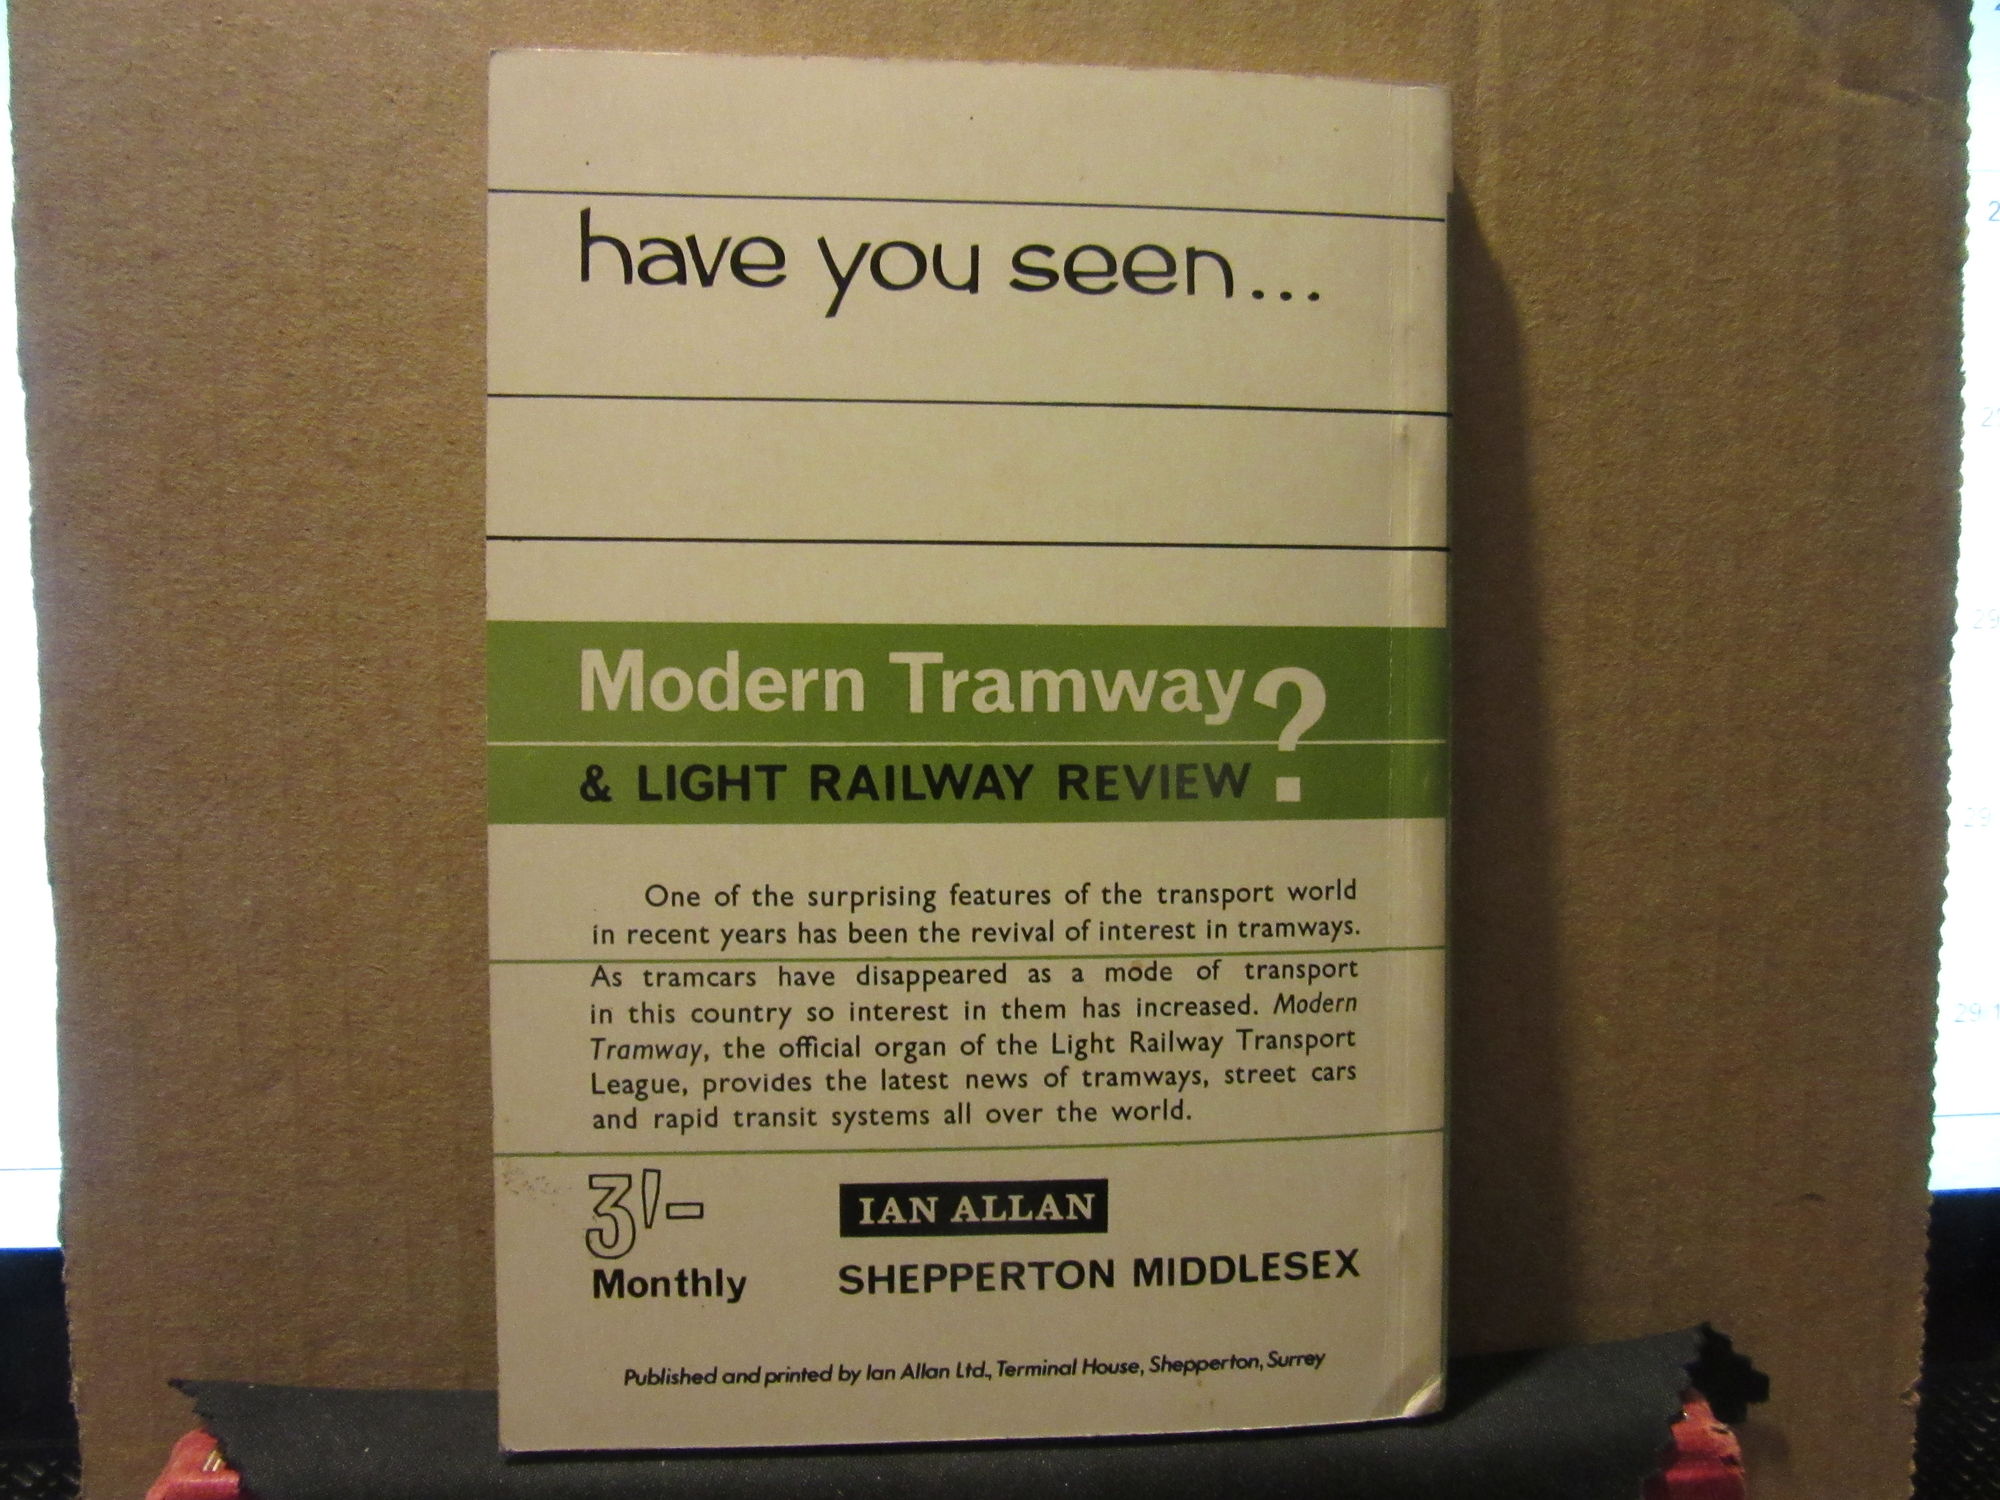 have you seen...
Modern Tramway?
& LIGHT RAILWAY REVIEW
One of the surprising features of the transport world
in recent years has been the revival of interest in tramways.
As tramcars have disappeared as a mode of transport
in this country so interest in them has increased. Modern
Tramway, the official organ of the Light Railway Transport
League, provides the latest news of tramways, street cars
and rapid transit systems all over the world.
3/-
Monthly
IAN ALLAN
SHEPPERTON MIDDLESEX
Published and printed by Ian Allan Ltd., Terminal House, Shepperton, Surrey